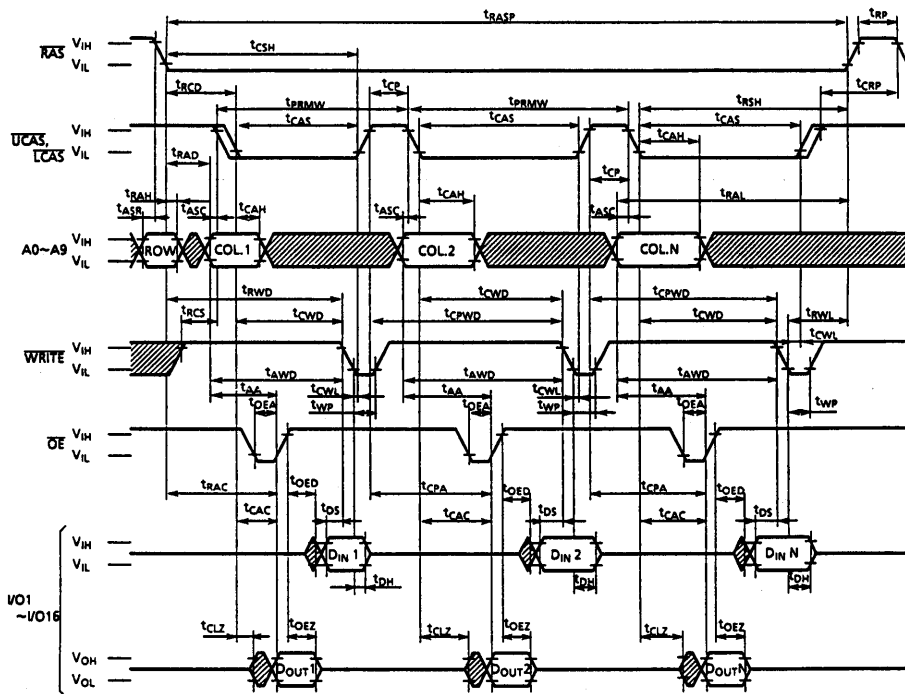 tRASP tRP
tCSH
RAS VIH
VIL
tRCD tCP tCRP
tPRMW tPRMW tRSH
tCAS tCAS tCAS
UCAS, VIH
LCAS VIL
tCAH
tRAD tCP
tRAH tCAH tRAL
tASR tASC tCAH tASC tASC
A0~A9 VIH
VIL
ROW COL.1 COL.2 COL.N
tRWD tCWD tCPWD
tRCS tCWD tCPWD tCWD tRWL
tCWL
WRITE VIH
VIL
tAWD tAWD tAWD
tAA tCWL tAA tCWL tAA tWP
tOEA tWP tOEA tWP tOEA
OE VIH
VIL
tRAC tOED tCPA tOED tCPA tOED
tCAC tDS tCAC tDS tCAC tDS
VIH
VIL
DIN 1 DIN 2 DIN N
tDH tDH tDH
I/O1
~I/O16
tCLZ tOEZ tCLZ tOEZ tCLZ tOEZ
VOH
VOL
DOUT1 DOUT2 DOUTN